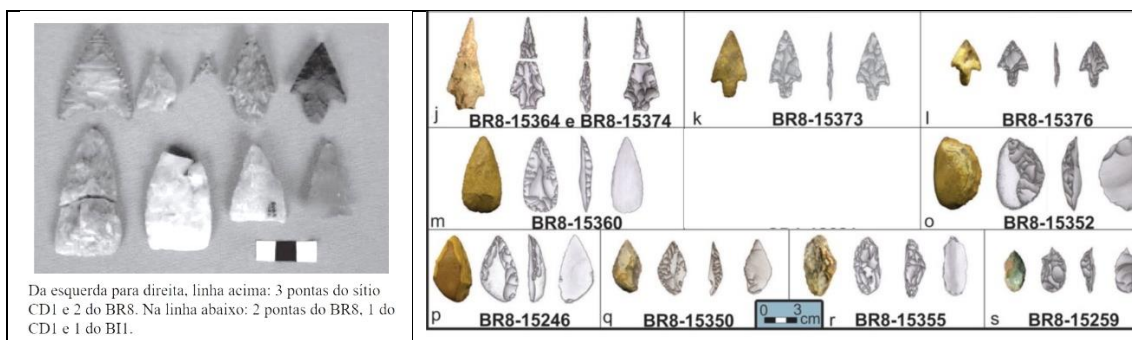 Da esquerda para direita, linha acima: 3 pontas do sítio
CD1 e 2 do BR8. Na linha abaixo: 2 pontas do BR8, 1 do
CD1 e 1 do BI1.
j BR8-15364 e BR8-15374
k BR8-15373
l BR8-15376
m BR8-15360
o BR8-15352
p BR8-15246
q BR8-15350
0 3
cm
r BR8-15355
s BR8-15259